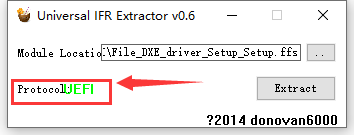 Universal IFR Extractor v0.6
Module Locatio :\File_DXE_driver_Setup_Setup.ffs ..
Protocol: UEFI Extract
?2014 donovan6000